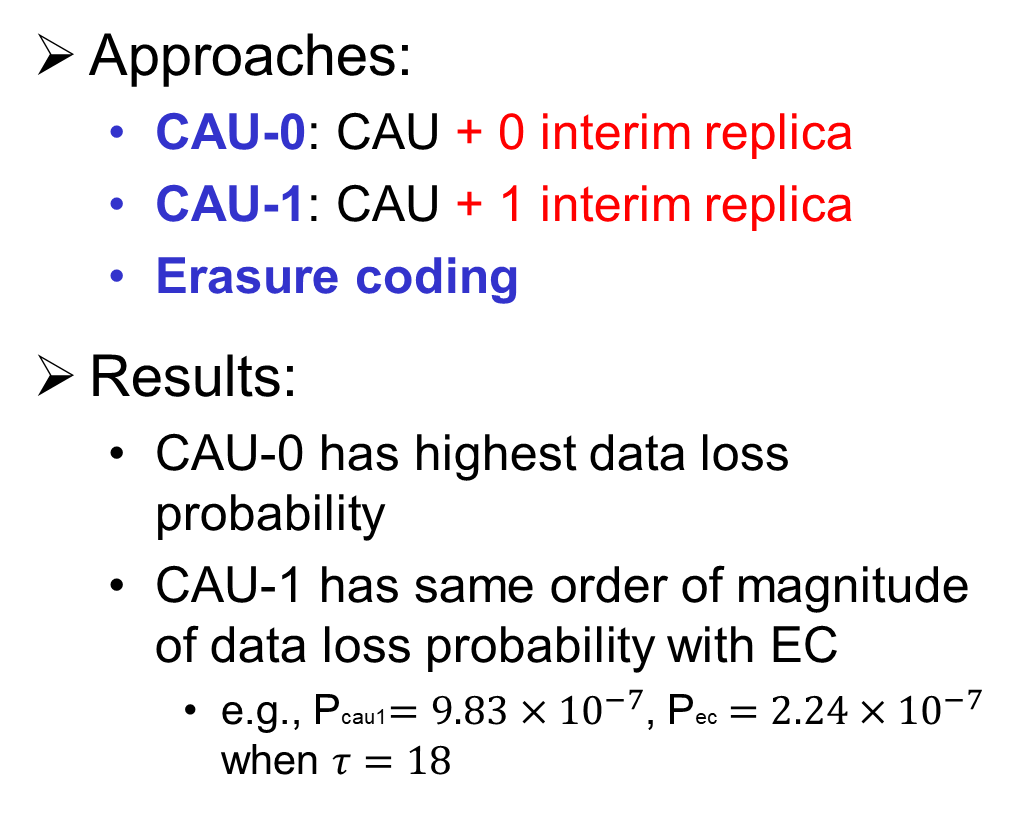 ➢ Approaches:
• CAU-0: CAU + 0 interim replica
• CAU-1: CAU + 1 interim replica
• Erasure coding
➢ Results:
• CAU-0 has highest data loss
probability
• CAU-1 has same order of magnitude
of data loss probability with EC
• e.g., Pcau1= 9.83 × 10⁻⁷, Pec = 2.24 × 10⁻⁷
when τ = 18